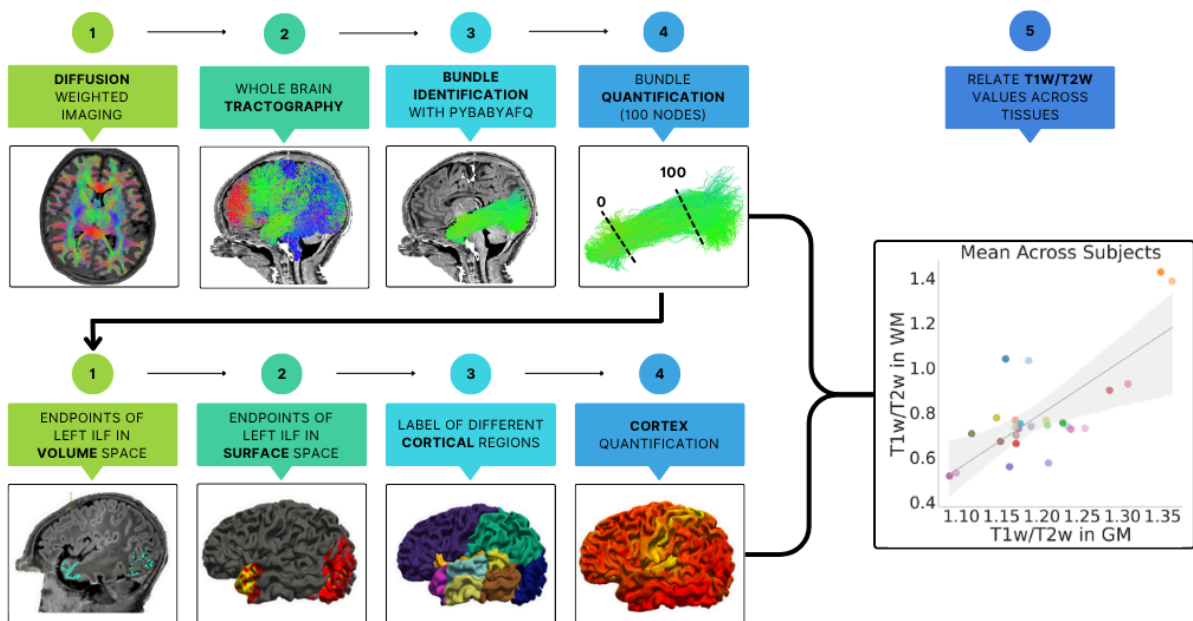 1
2
3
4
5
DIFFUSION
WEIGHTED
IMAGING
WHOLE BRAIN
TRACTOGRAPHY
BUNDLE
IDENTIFICATION
WITH PYBABYAFQ
BUNDLE
QUANTIFICATION
(100 NODES)
RELATE T1W/T2W
VALUES ACROSS
TISSUES
0
100
Mean Across Subjects
T1w/T2w in WM
1.4
1.2
1.0
0.8
0.6
0.4
1.10 1.15 1.20 1.25 1.30 1.35
T1w/T2w in GM
1
2
3
4
ENDPOINTS OF
LEFT ILF IN
VOLUME SPACE
ENDPOINTS OF
LEFT ILF IN
SURFACE SPACE
LABEL OF DIFFERENT
CORTICAL REGIONS
CORTEX
QUANTIFICATION